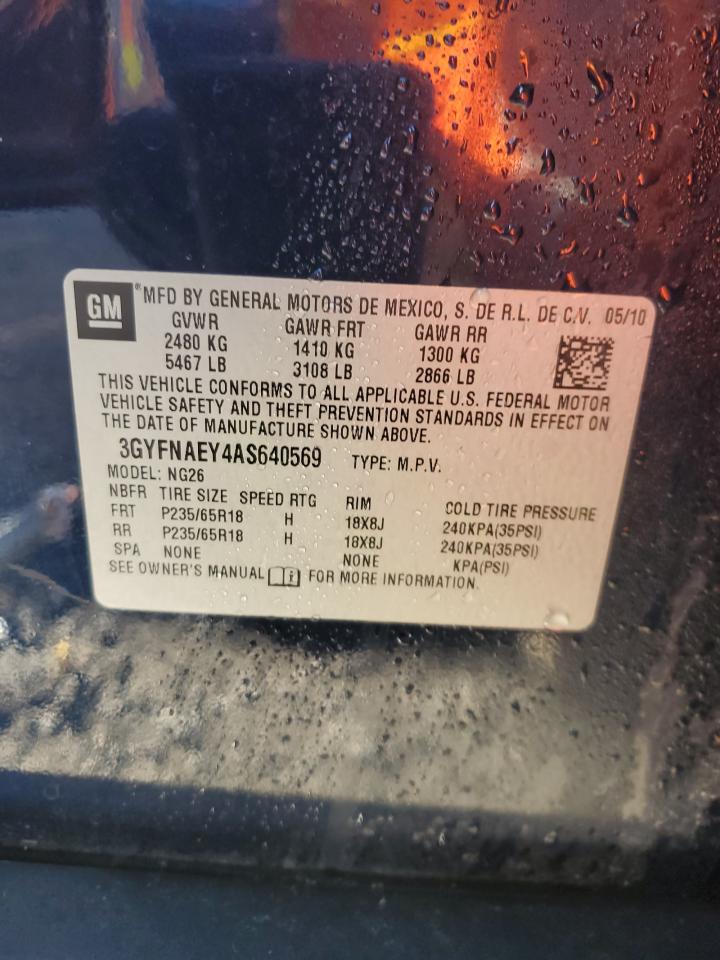 GM ® MFD BY GENERAL MOTORS DE MEXICO, S. DE R.L. DE C.V. 05/10
GVWR GAWR FRT GAWR RR
2480 KG 1410 KG 1300 KG
5467 LB 3108 LB 2866 LB
THIS VEHICLE CONFORMS TO ALL APPLICABLE U.S. FEDERAL MOTOR
VEHICLE SAFETY AND THEFT PREVENTION STANDARDS IN EFFECT ON
THE DATE OF MANUFACTURE SHOWN ABOVE.
3GYFNAEY4AS640569 TYPE: M.P.V.
MODEL: NG26
NBFR TIRE SIZE SPEED RTG RIM COLD TIRE PRESSURE
FRT P235/65R18 H 18X8J 240KPA(35PSI)
RR P235/65R18 H 18X8J 240KPA(35PSI)
SPA NONE NONE KPA(PSI)
SEE OWNER'S MANUAL i FOR MORE INFORMATION.